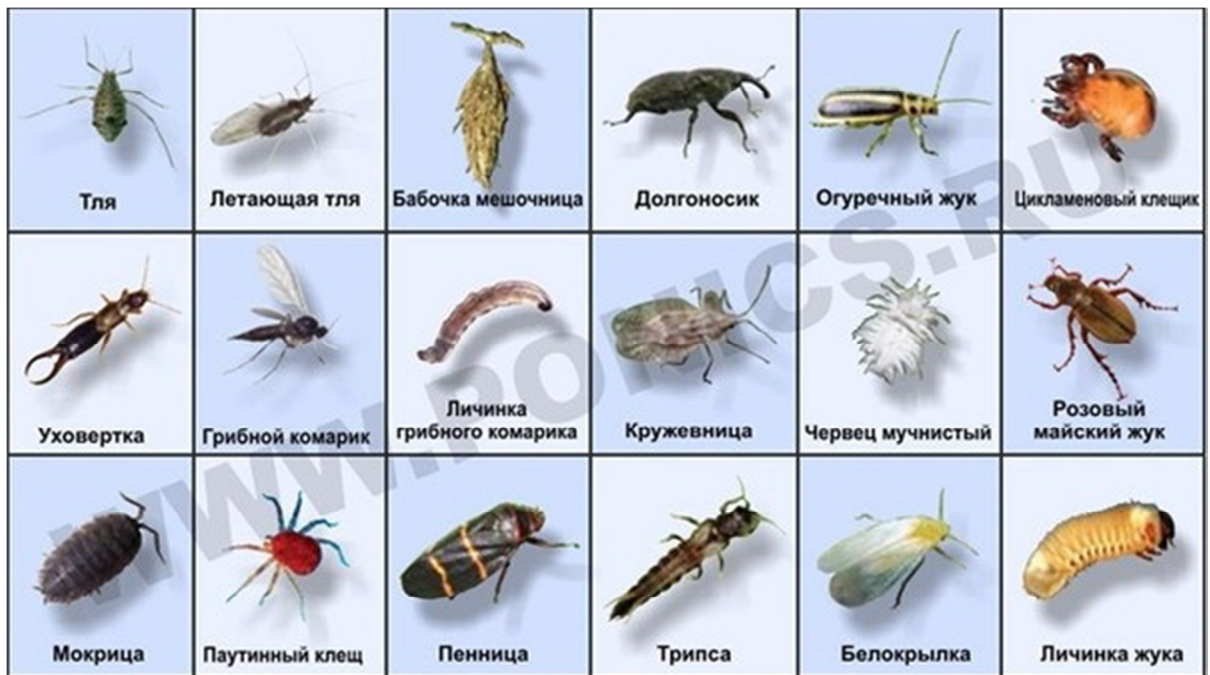 Тля
Летающая тля
Бабочка мешочница
Долгоносик
Огуречный жук
Цикламеновый клещик
Уховертка
Грибной комарик
Личинка
грибного комарика
Кружевница
Червец мучнистый
Розовый
майский жук
Мокрица
Паутинный клещ
Пенница
Трипса
Белокрылка
Личинка жука
WWW.PONICS.RU